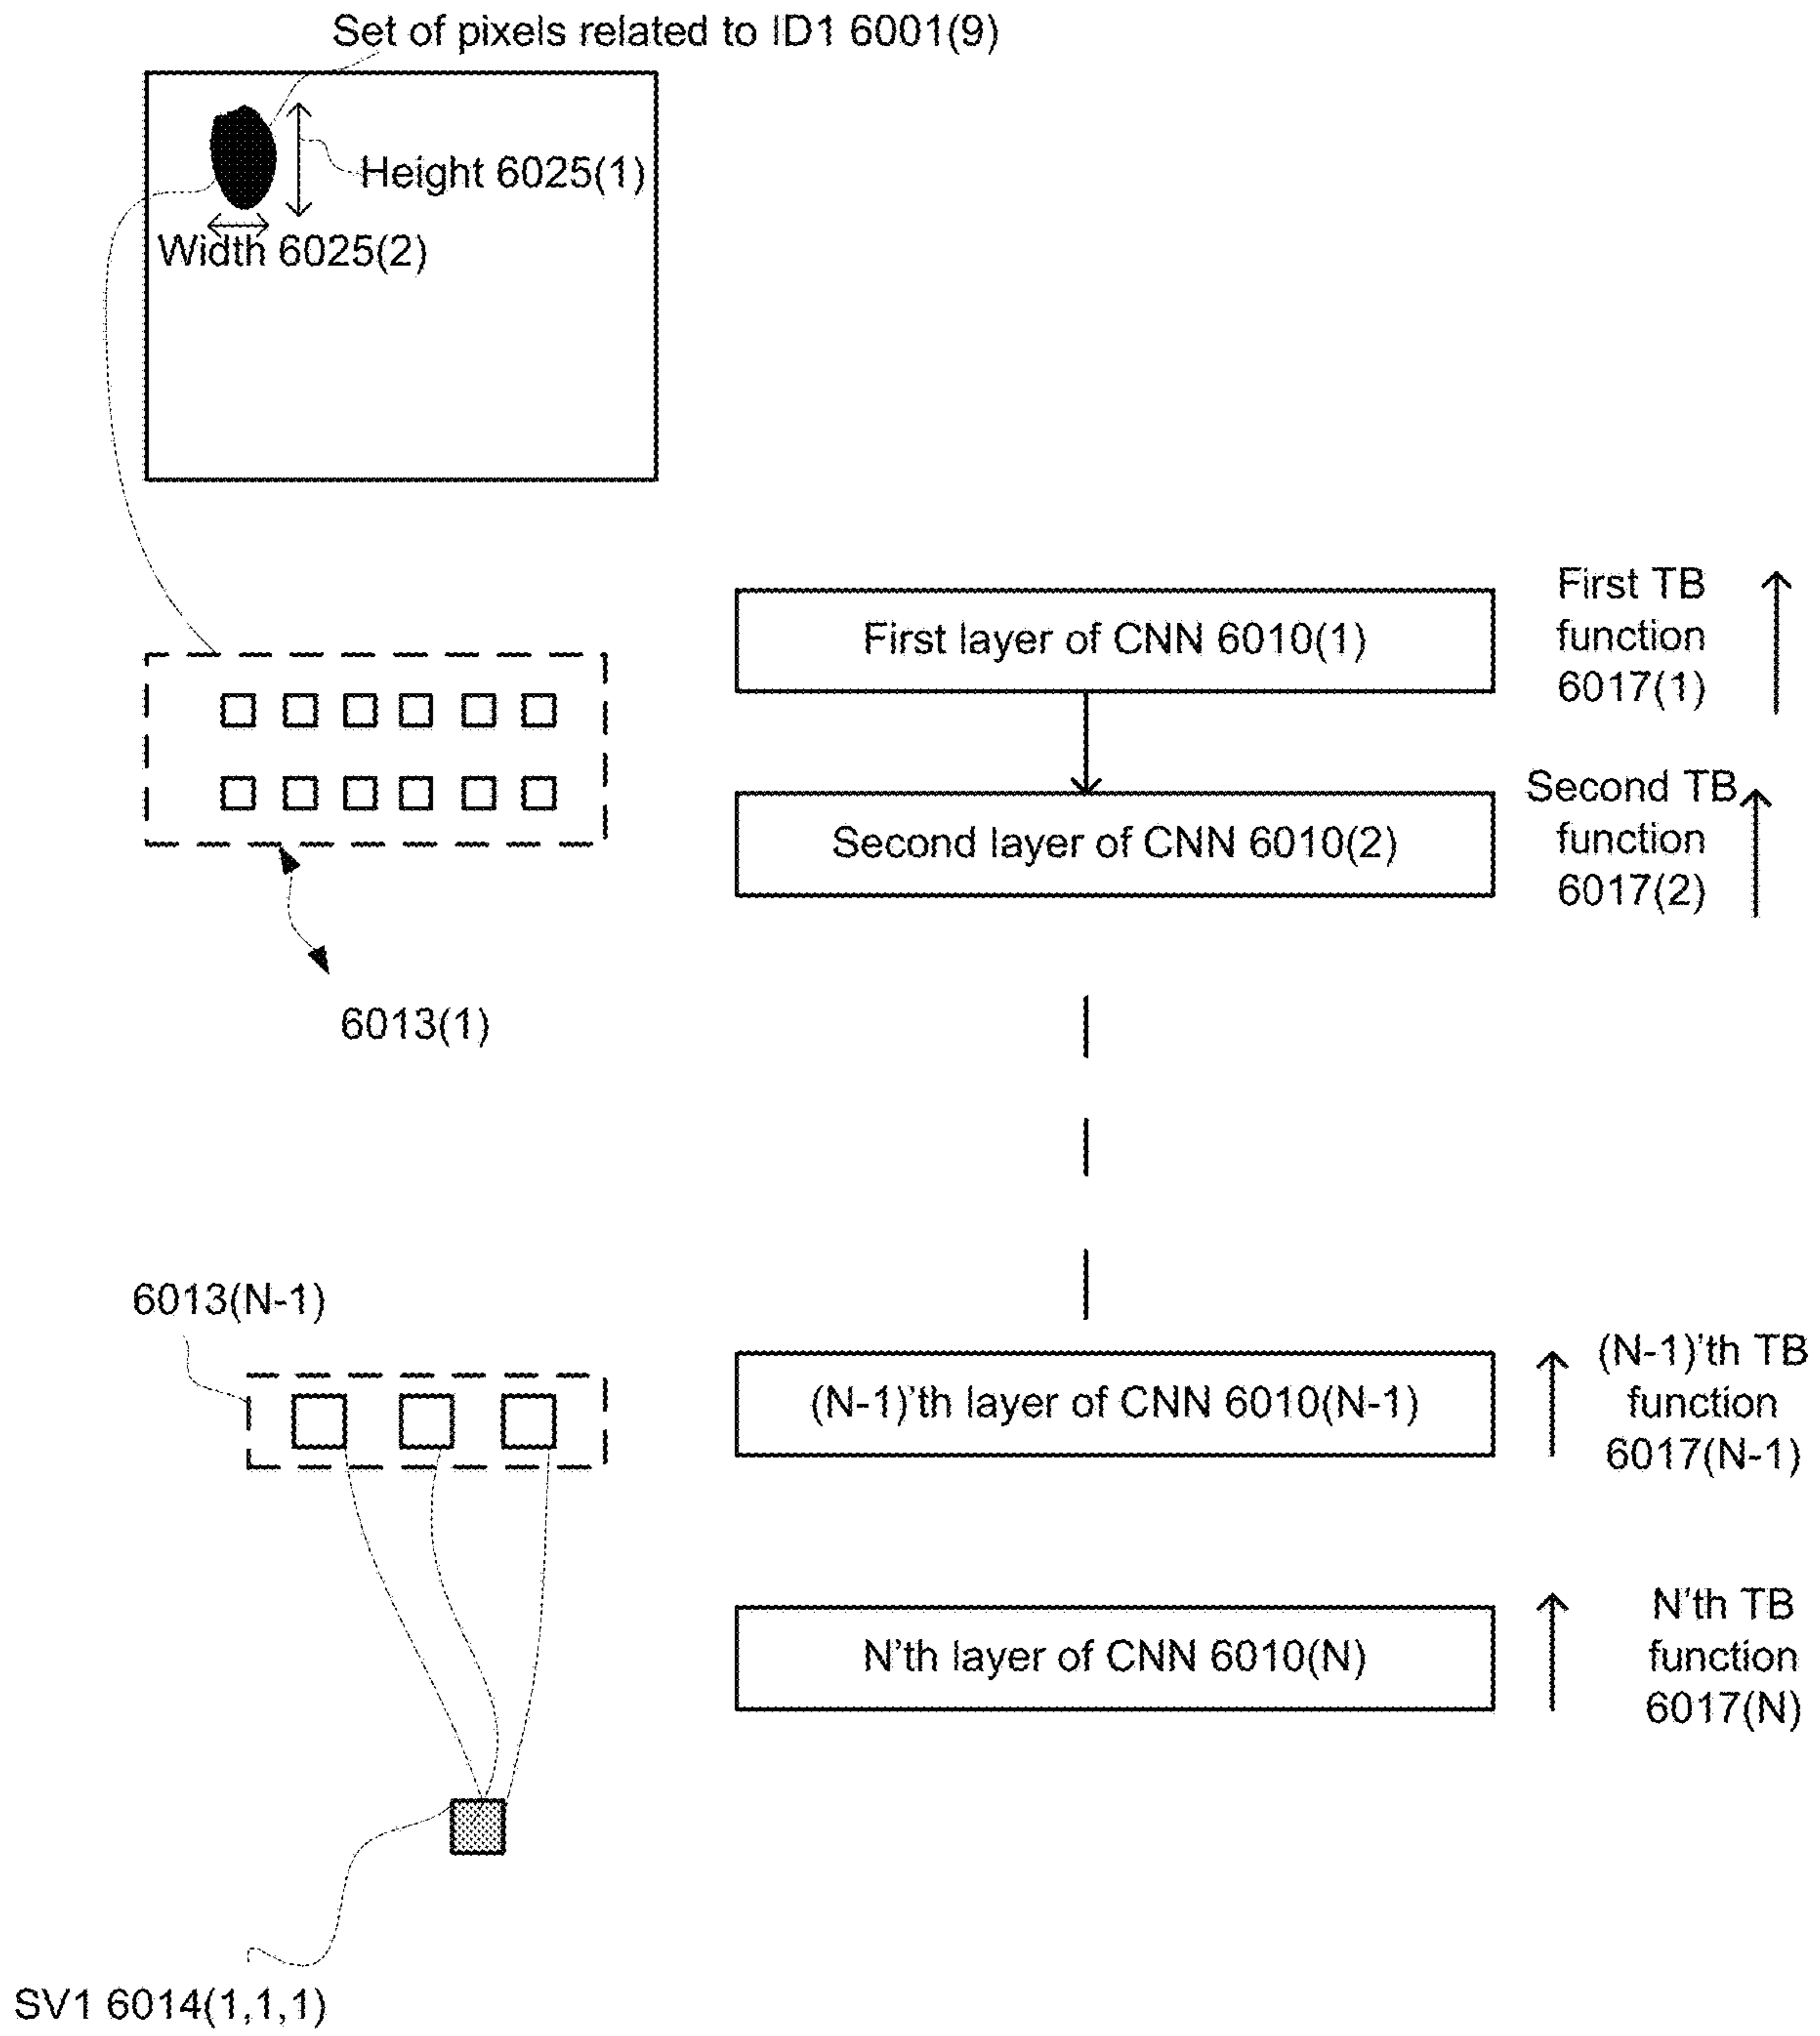 Set of pixels related to ID1 6001(9)
Height 6025(1)
Width 6025(2)
First layer of CNN 6010(1)
First TB
function
6017(1)
Second layer of CNN 6010(2)
Second TB
function
6017(2)
6013(1)
6013(N-1)
(N-1)'th layer of CNN 6010(N-1)
(N-1)'th TB
function
6017(N-1)
N'th layer of CNN 6010(N)
N'th TB
function
6017(N)
SV1 6014(1,1,1)